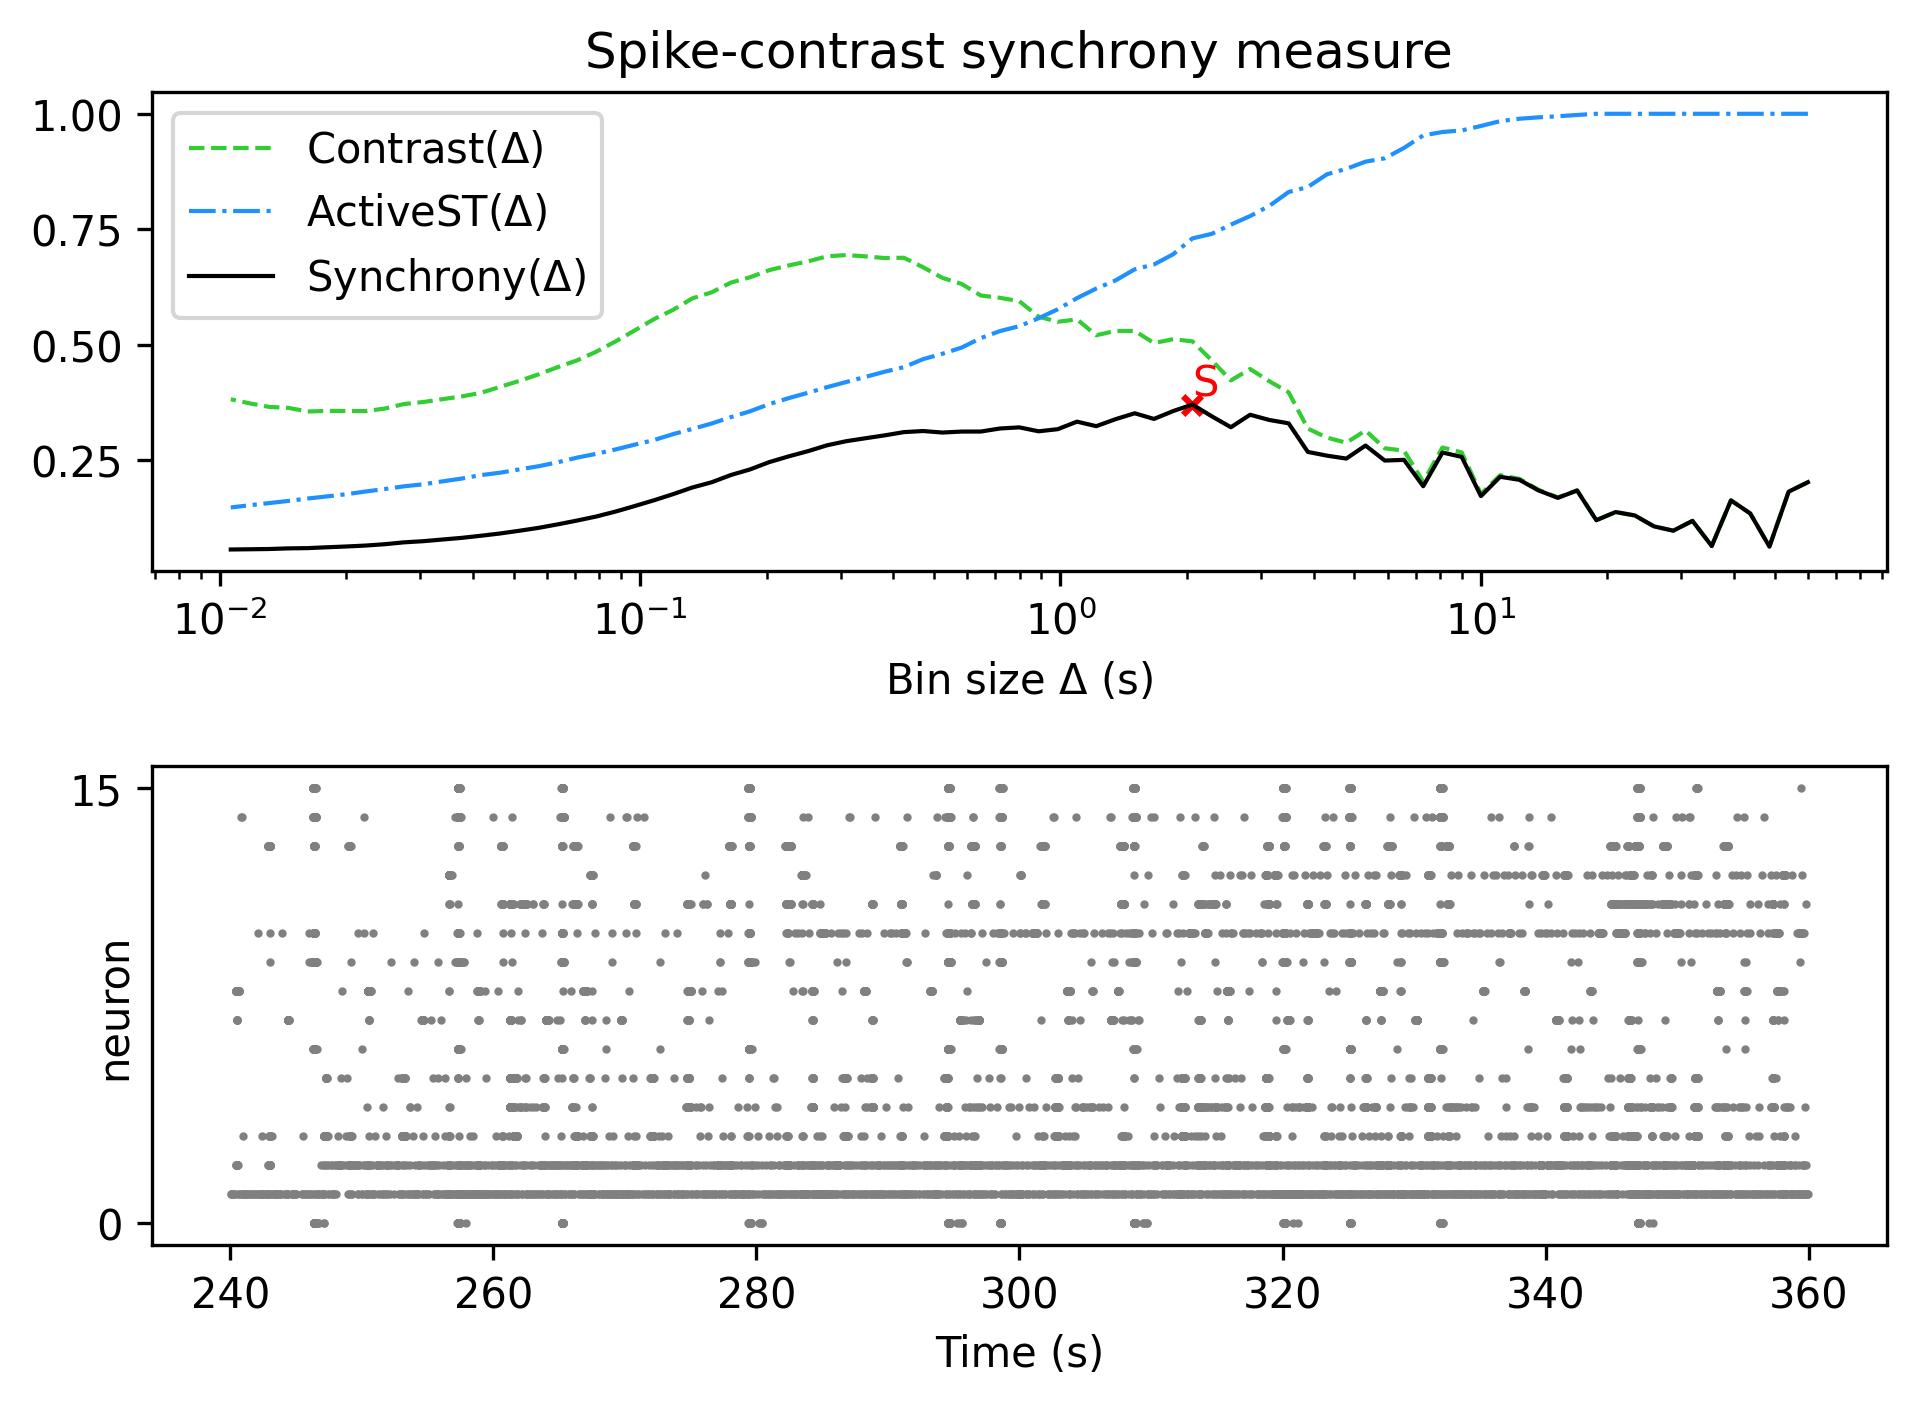 Spike-contrast synchrony measure
1.00
0.75
0.50
0.25
Contrast(Δ)
ActiveST(Δ)
Synchrony(Δ)
S
10⁻² 10⁻¹ 10⁰ 10¹
Bin size Δ (s)
15
0
neuron
240 260 280 300 320 340 360
Time (s)